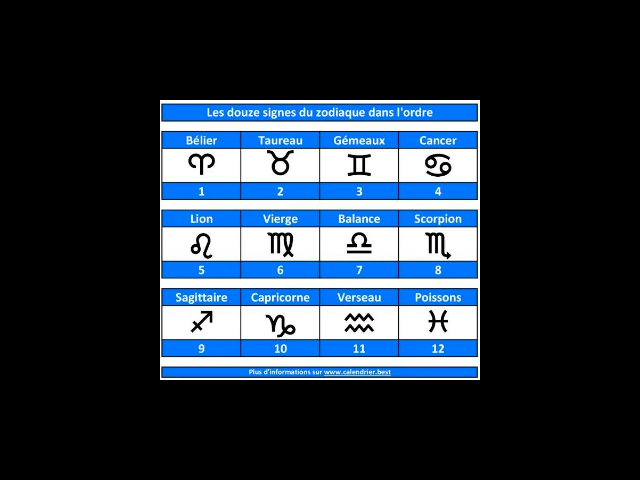 Les douze signes du zodiaque dans l'ordre
Bélier Taureau Gémeaux Cancer
♈ ♉ ♊ ♋
1 2 3 4
Lion Vierge Balance Scorpion
♌ ♍ ♎ ♏
5 6 7 8
Sagittaire Capricorne Verseau Poissons
♐ ♑ ♒ ♓
9 10 11 12
Plus d'informations sur www.calendrier.best